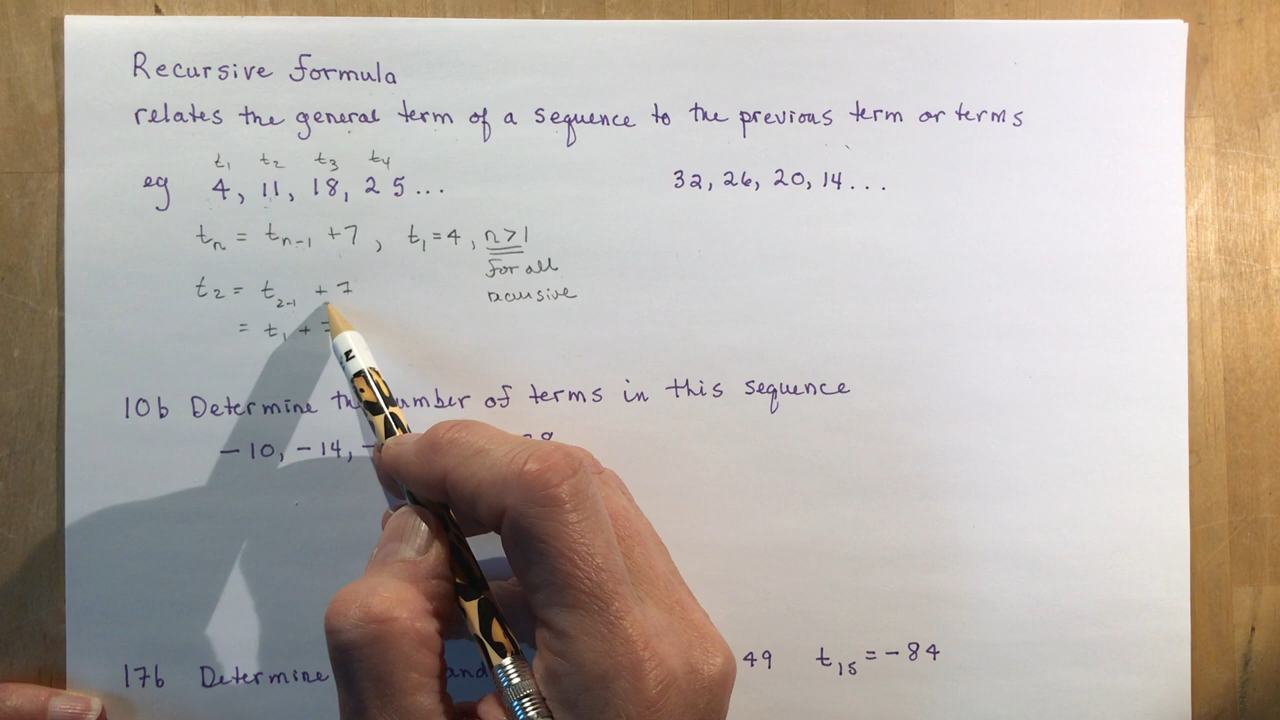 Recursive formula
relates the general term of a sequence to the previous term or terms
t1 t2 t3 t4
eg 4, 11, 18, 25...
32, 26, 20, 14...
tn = tn-1 +7, t1=4, n>1
for all
recursive
t2 = t2-1 + 7
= t1 +
10b Determine number of terms in this sequence
-10, -14,
17b Determine and 49 t15 = -84